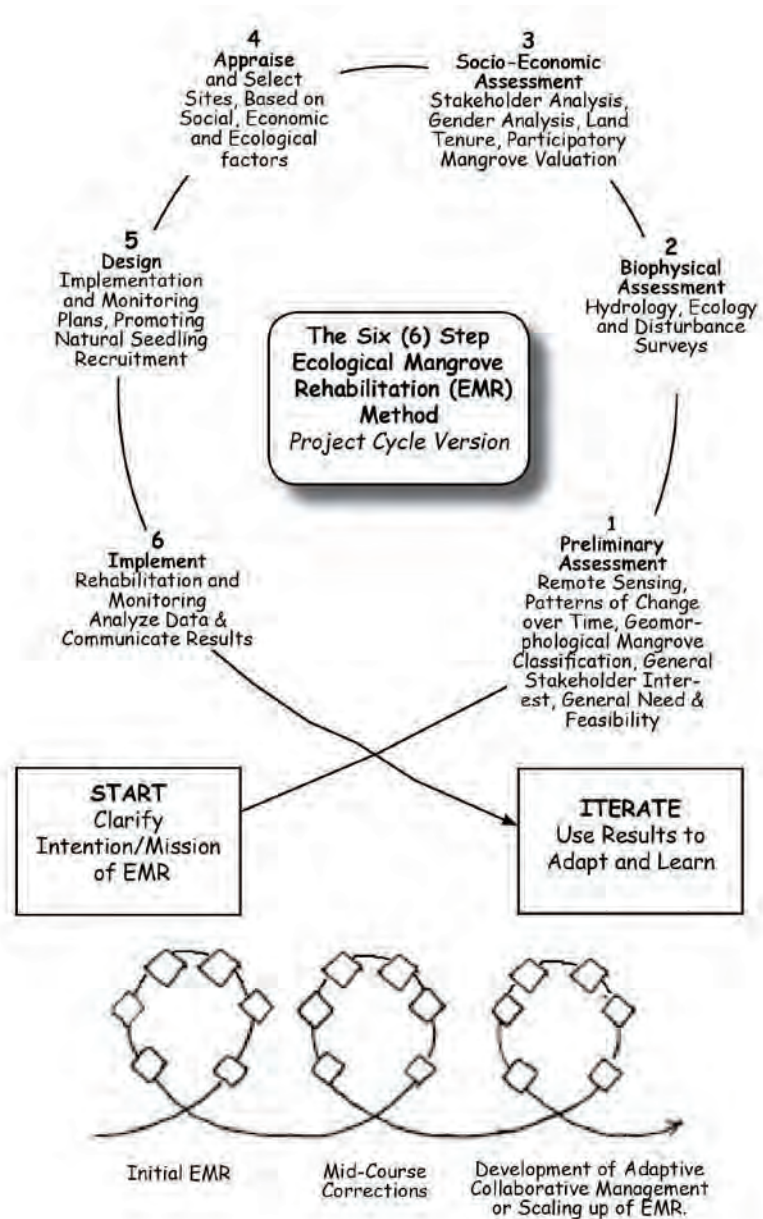 4
Appraise
and Select
Sites, Based on
Social, Economic
and Ecological
factors
3
Socio-Economic
Assessment
Stakeholder Analysis,
Gender Analysis, Land
Tenure, Participatory
Mangrove Valuation
5
Design
Implementation
and Monitoring
Plans, Promoting
Natural Seedling
Recruitment
2
Biophysical
Assessment
Hydrology, Ecology
and Disturbance
Surveys
The Six (6) Step
Ecological Mangrove
Rehabilitation (EMR)
Method
Project Cycle Version
6
Implement
Rehabilitation and
Monitoring
Analyze Data &
Communicate Results
1
Preliminary
Assessment
Remote Sensing,
Patterns of Change
over Time, Geomor-
phological Mangrove
Classification, General
Stakeholder Inter-
est, General Need &
Feasibility
START
Clarify
Intention/Mission
of EMR
ITERATE
Use Results to
Adapt and Learn
Initial EMR
Mid-Course
Corrections
Development of Adaptive
Collaborative Management
or Scaling up of EMR.